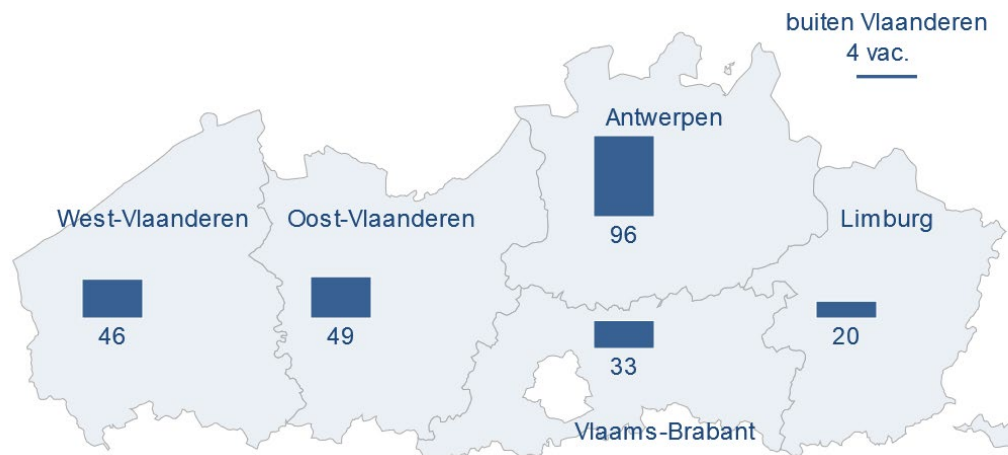 buiten Vlaanderen
4 vac.
Antwerpen
96
West-Vlaanderen
46
Oost-Vlaanderen
49
Limburg
20
33
Vlaams-Brabant